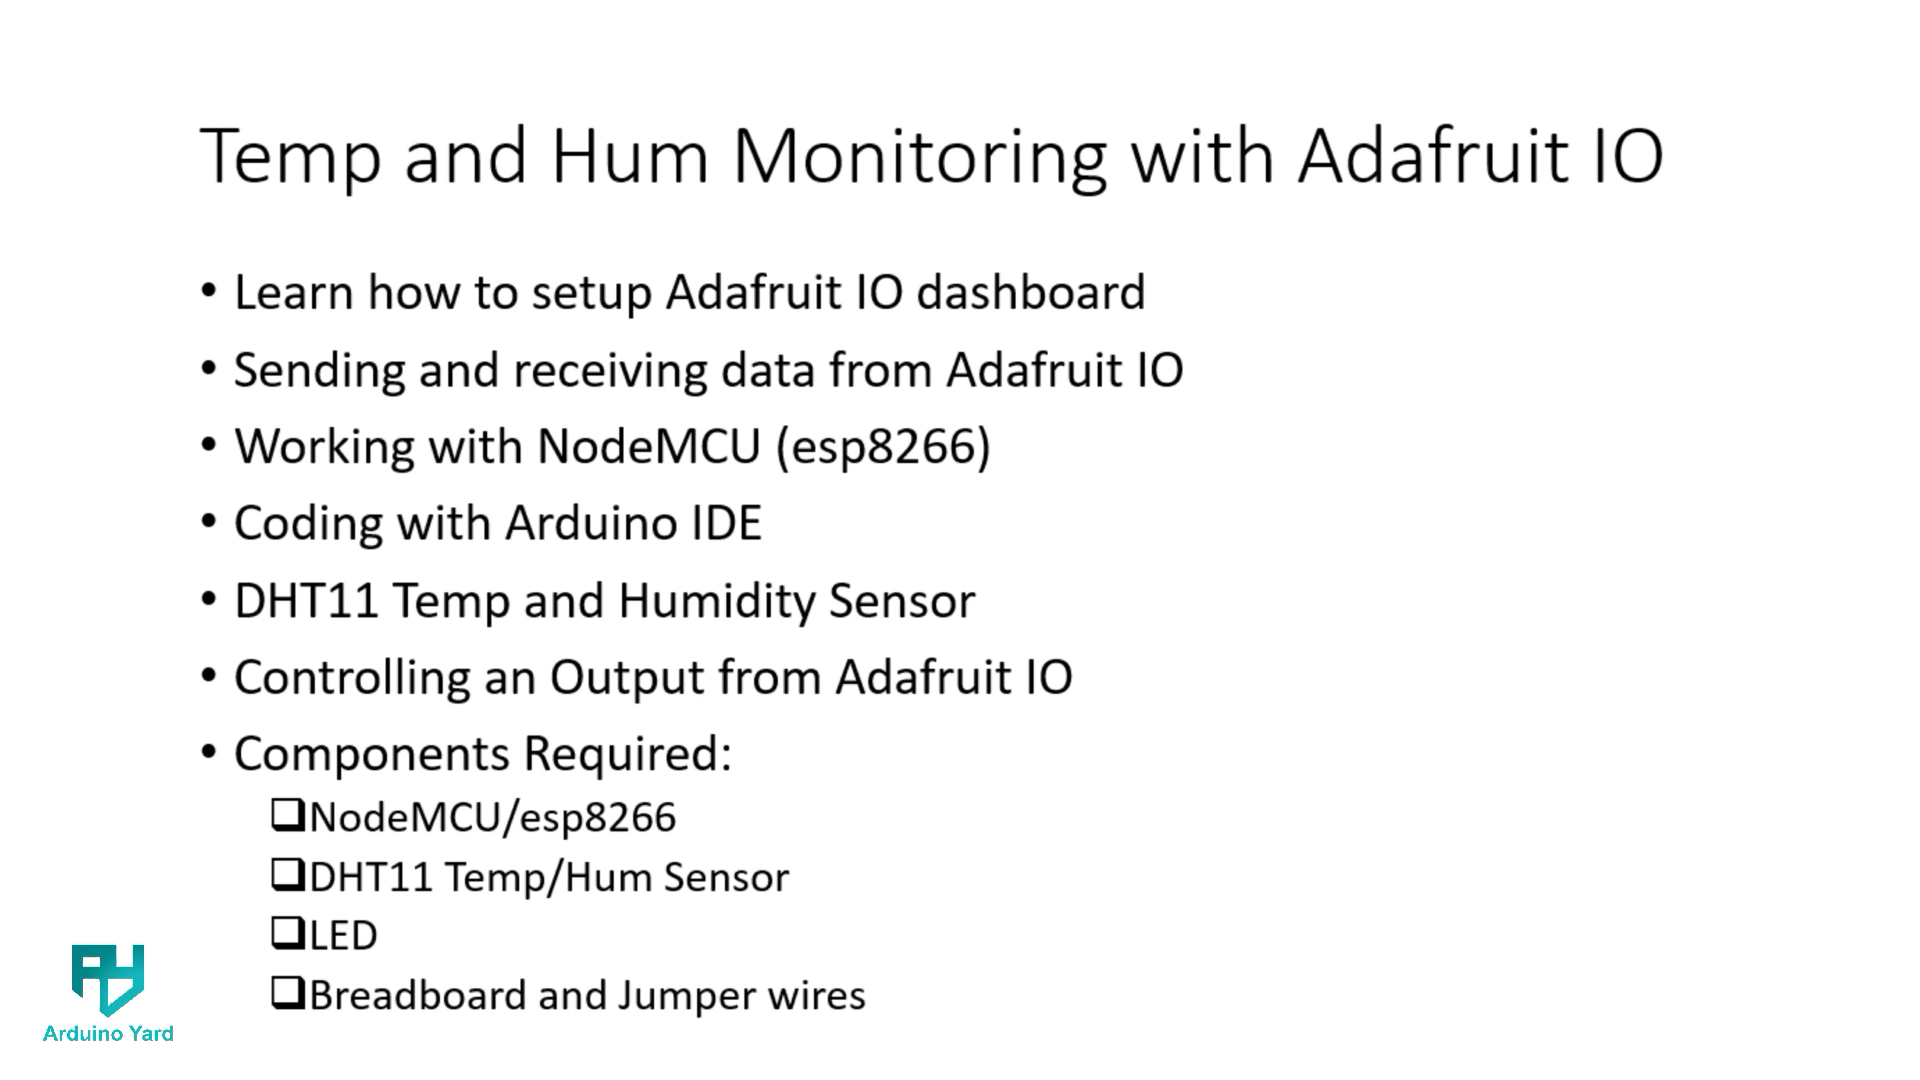 Temp and Hum Monitoring with Adafruit IO
• Learn how to setup Adafruit IO dashboard
• Sending and receiving data from Adafruit IO
• Working with NodeMCU (esp8266)
• Coding with Arduino IDE
• DHT11 Temp and Humidity Sensor
• Controlling an Output from Adafruit IO
• Components Required:
❑NodeMCU/esp8266
❑DHT11 Temp/Hum Sensor
❑LED
❑Breadboard and Jumper wires
Arduino Yard